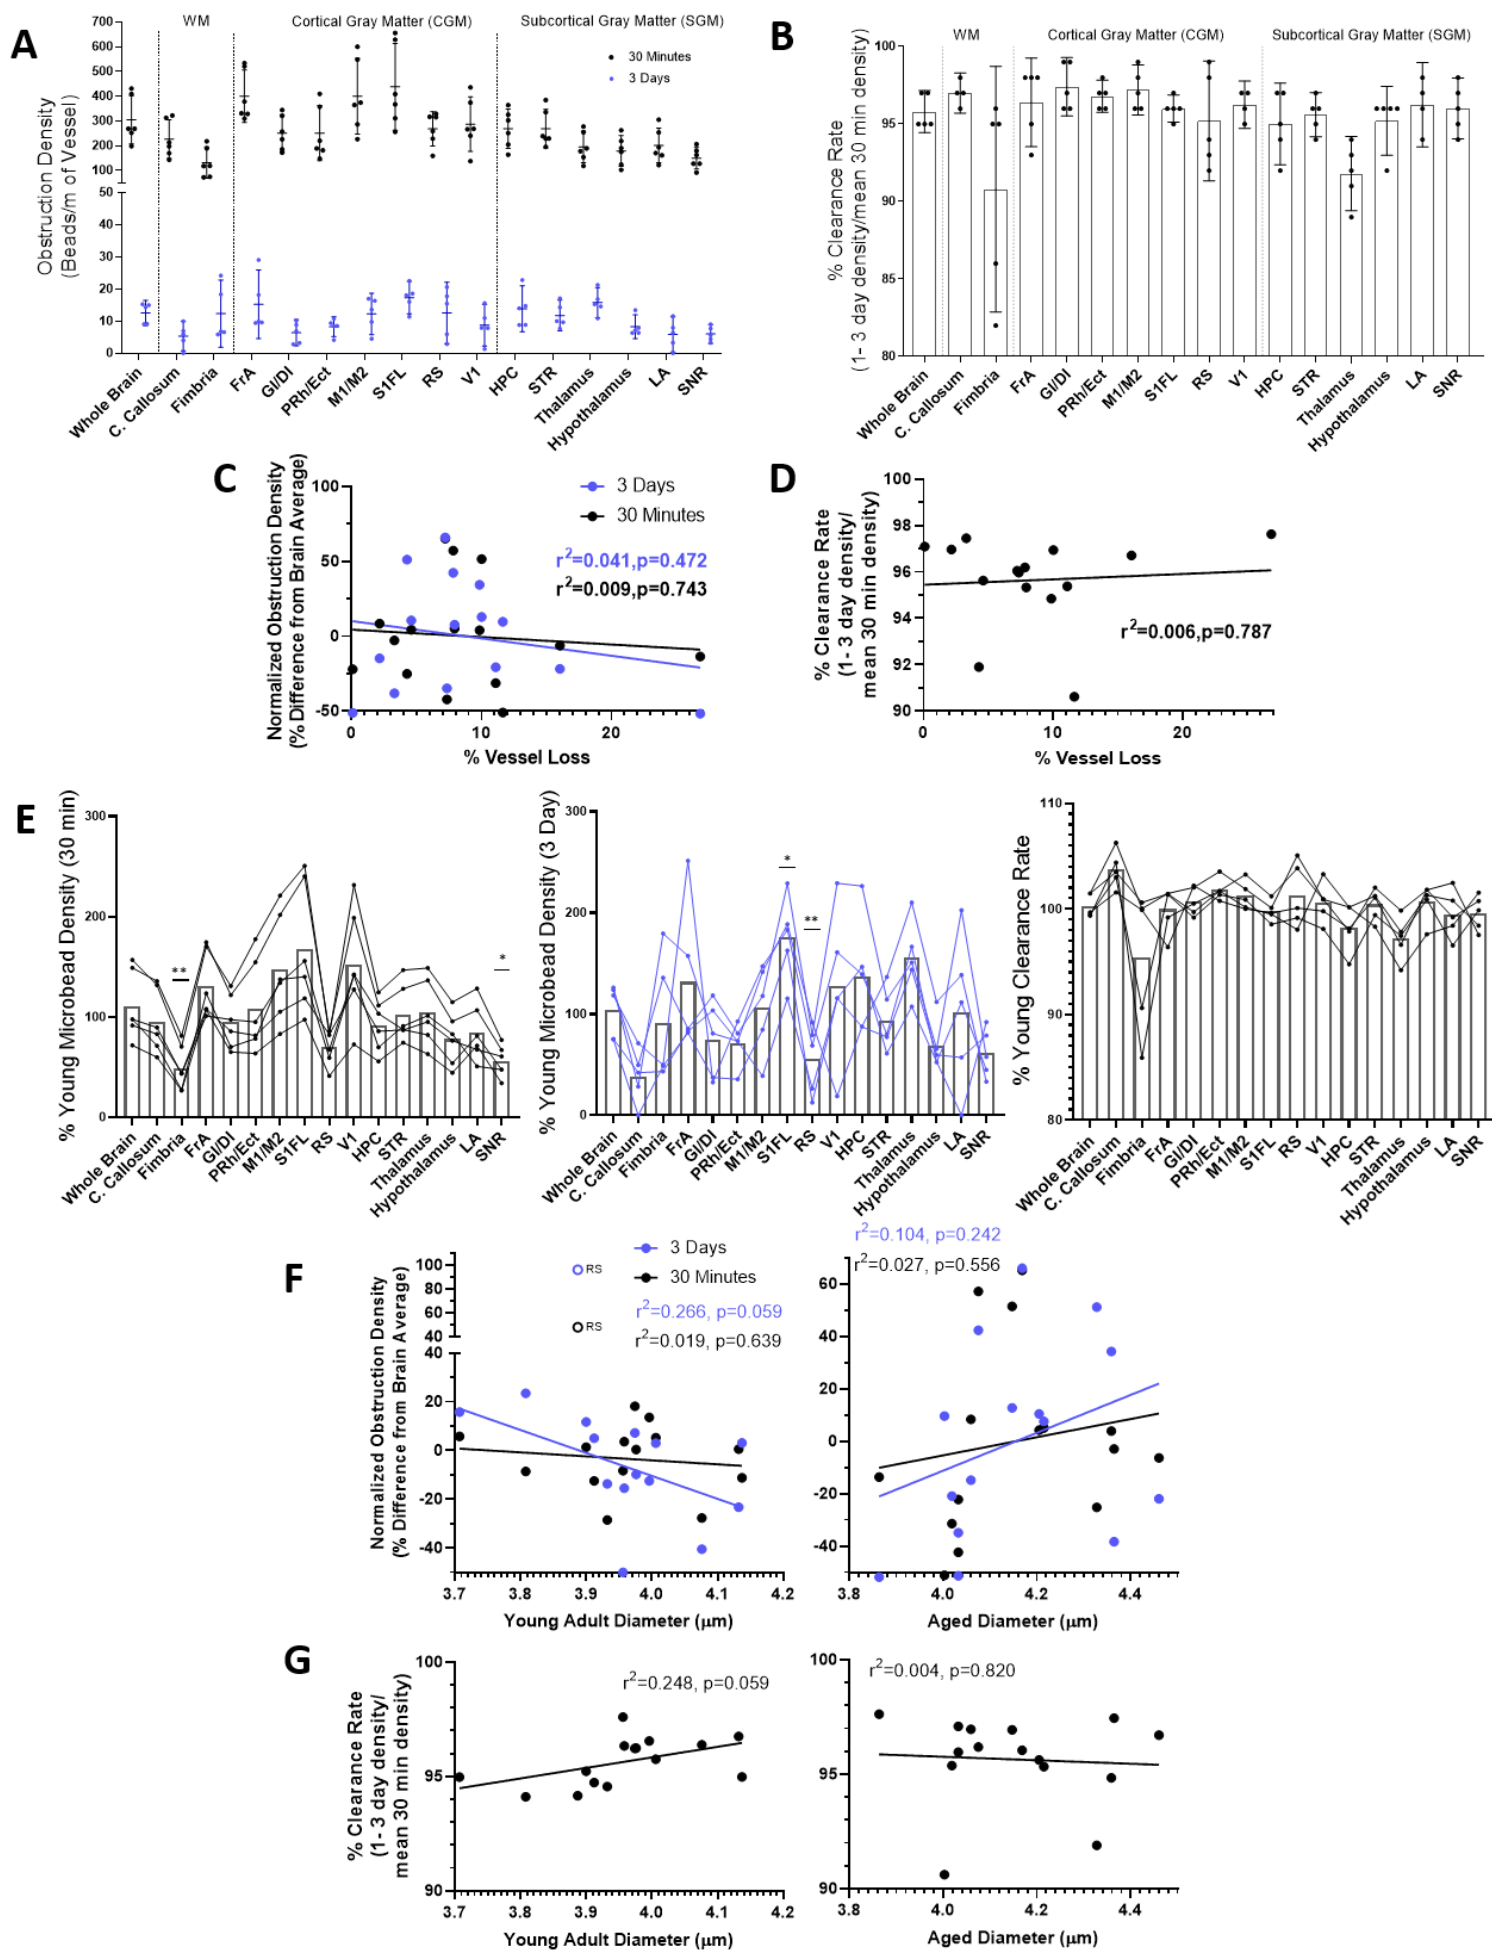 A
WM
Cortical Gray Matter (CGM)
Subcortical Gray Matter (SGM)
Obstruction Density
(Beads/m of Vessel)
700
600
500
400
300
200
100
50
40
30
20
10
0
30 Minutes
3 Days
Whole Brain
C. Callosum
Fimbria
FrA
GI/DI
PRh/Ect
M1/M2
S1FL
RS
V1
HPC
STR
Thalamus
Hypothalamus
LA
SNR
B
WM
Cortical Gray Matter (CGM)
Subcortical Gray Matter (SGM)
% Clearance Rate
(1- 3 day density/mean 30 min density)
100
95
90
85
80
Whole Brain
C. Callosum
Fimbria
FrA
GI/DI
PRh/Ect
M1/M2
S1FL
RS
V1
HPC
STR
Thalamus
Hypothalamus
LA
SNR
C
Normalized Obstruction Density
(% Difference from Brain Average)
100
50
0
-50
3 Days
30 Minutes
r2=0.041,p=0.472
r2=0.009,p=0.743
0
10
20
% Vessel Loss
D
% Clearance Rate
(1- 3 day density/
mean 30 min density)
100
98
96
94
92
90
r2=0.006,p=0.787
0
10
20
% Vessel Loss
E
% Young Microbead Density (30 min)
300
200
100
0
**
*
Whole Brain
C. Callosum
Fimbria
FrA
GI/DI
PRh/Ect
M1/M2
S1FL
RS
V1
HPC
STR
Thalamus
Hypothalamus
LA
SNR
% Young Microbead Density (3 Day)
300
200
100
0
*
**
Whole Brain
C. Callosum
Fimbria
FrA
GI/DI
PRh/Ect
M1/M2
S1FL
RS
V1
HPC
STR
Thalamus
Hypothalamus
LA
SNR
% Young Clearance Rate
110
100
90
80
Whole Brain
C. Callosum
Fimbria
FrA
GI/DI
PRh/Ect
M1/M2
S1FL
RS
V1
HPC
STR
Thalamus
Hypothalamus
LA
SNR
F
Normalized Obstruction Density
(% Difference from Brain Average)
100
80
60
40
40
20
0
-20
-40
RS
RS
3 Days
30 Minutes
r2=0.266, p=0.059
r2=0.019, p=0.639
3.7
3.8
3.9
4.0
4.1
4.2
Young Adult Diameter (μm)
r2=0.104, p=0.242
r2=0.027, p=0.556
60
40
20
0
-20
-40
3.8
4.0
4.2
4.4
Aged Diameter (μm)
G
% Clearance Rate
(1- 3 day density/
mean 30 min density)
100
95
90
r2=0.248, p=0.059
3.7
3.8
3.9
4.0
4.1
4.2
Young Adult Diameter (μm)
100
95
90
r2=0.004, p=0.820
3.8
4.0
4.2
4.4
Aged Diameter (μm)